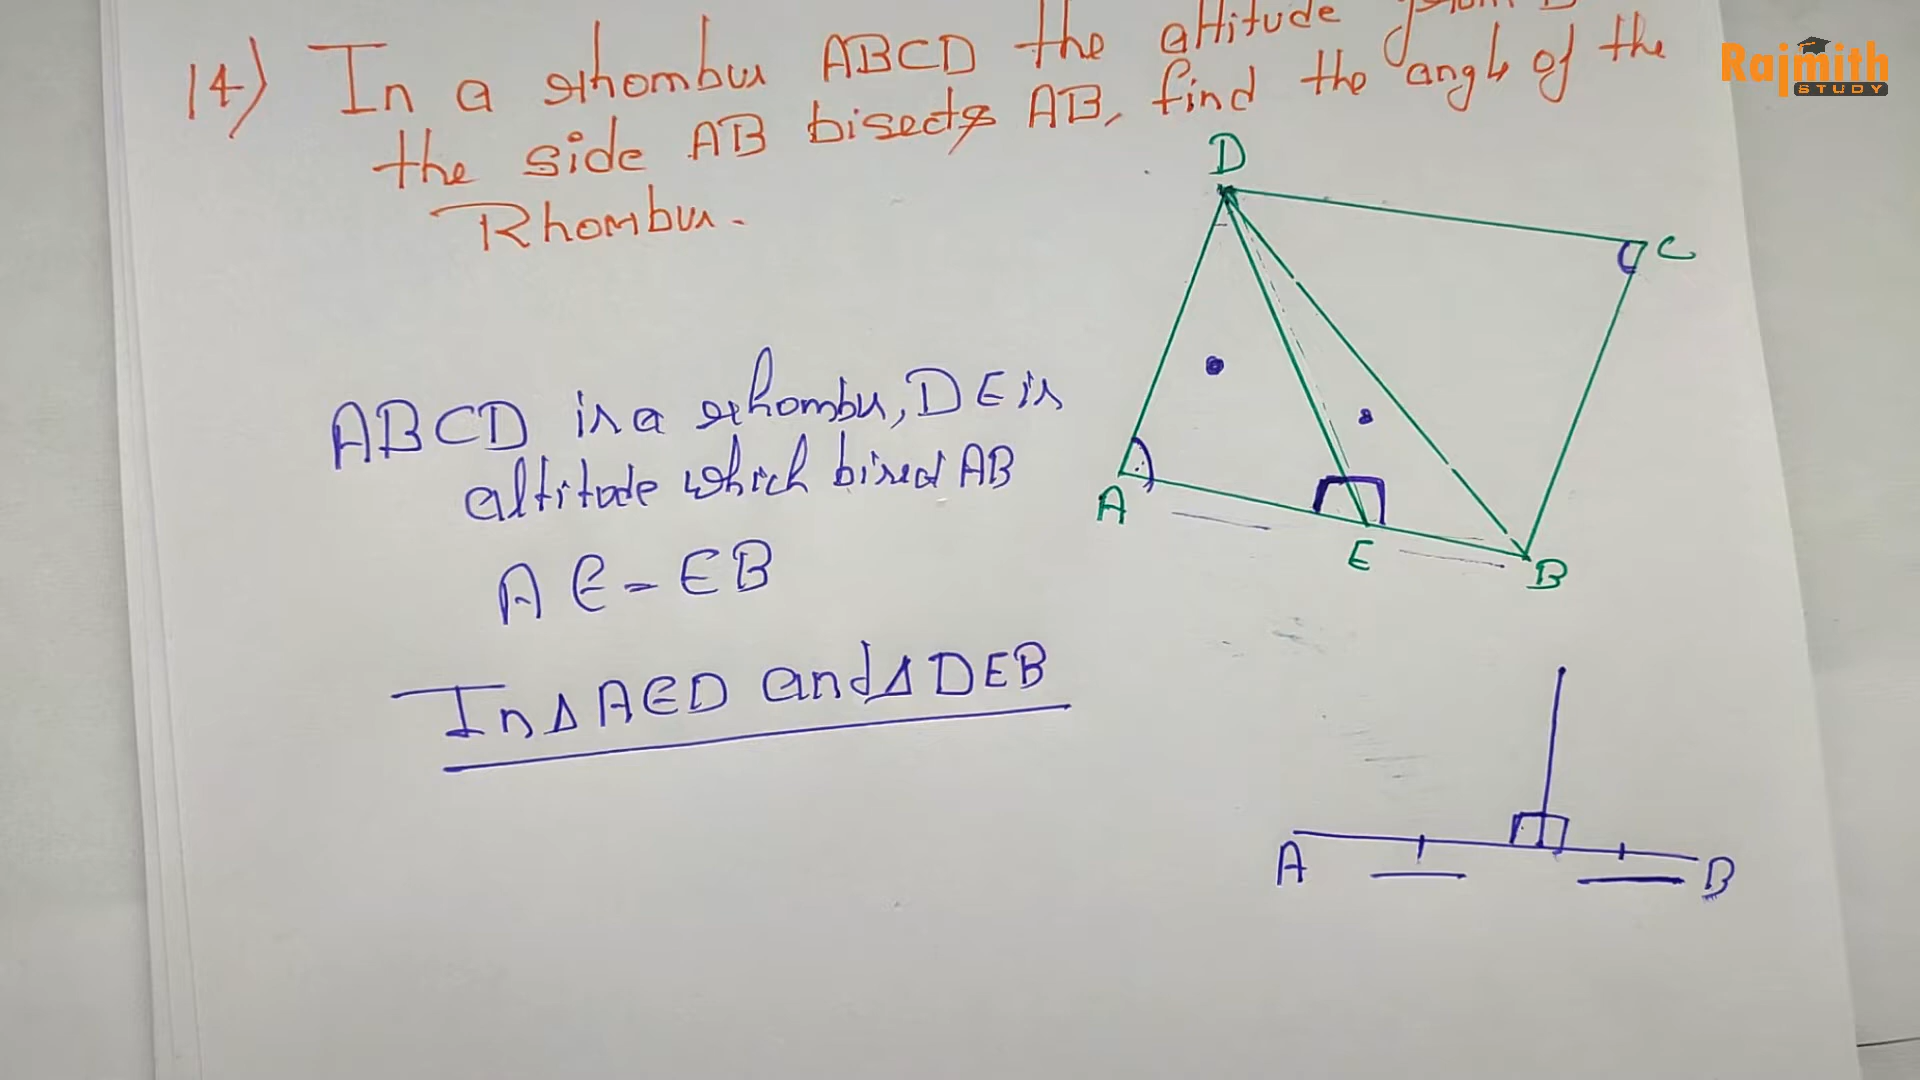 14) In a rhombus ABCD the altitude from D
the side AB bisects AB, find the angle of the
Rhombus.
Rajmith
STUDY
D
C
A
E
B
ABCD is a rhombus, DE is
altitude which bisect AB
AE = EB
In Δ AED and Δ DEB
A
B